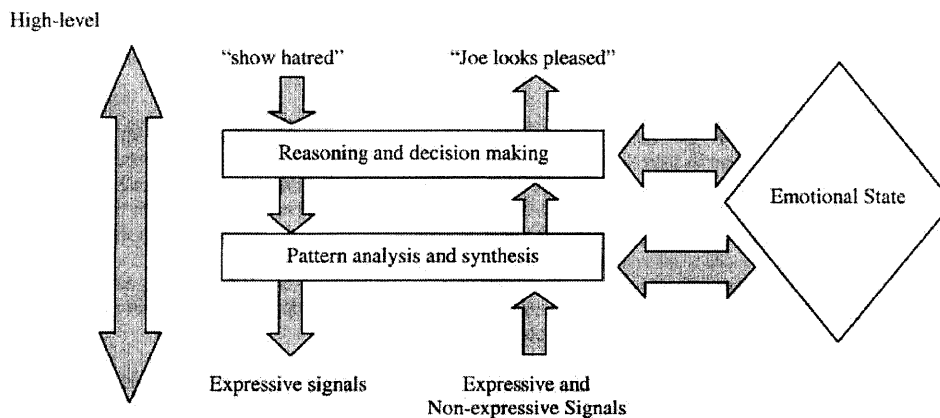 High-level
“show hatred”
“Joe looks pleased”
Reasoning and decision making
Emotional State
Pattern analysis and synthesis
Expressive signals
Expressive and
Non-expressive Signals